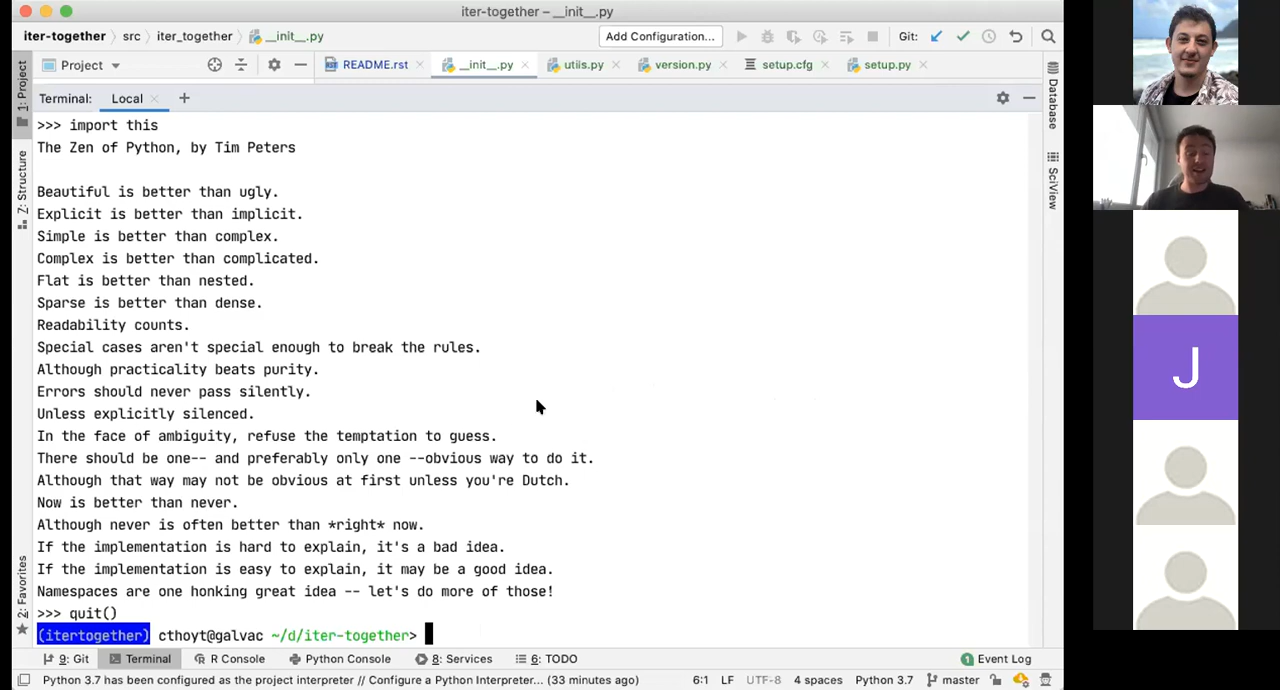 iter-together – __init__.py
iter-together src iter_together __init__.py Add Configuration... Git:
1: Project Project README.rst __init__.py utils.py version.py setup.cfg setup.py Database
Terminal: Local +
>>> import this
The Zen of Python, by Tim Peters
Beautiful is better than ugly.
Explicit is better than implicit.
Simple is better than complex.
Complex is better than complicated.
Flat is better than nested.
Sparse is better than dense.
Readability counts.
Special cases aren't special enough to break the rules.
Although practicality beats purity.
Errors should never pass silently.
Unless explicitly silenced.
In the face of ambiguity, refuse the temptation to guess.
There should be one-- and preferably only one --obvious way to do it.
Although that way may not be obvious at first unless you're Dutch.
Now is better than never.
Although never is often better than *right* now.
If the implementation is hard to explain, it's a bad idea.
If the implementation is easy to explain, it may be a good idea.
Namespaces are one honking great idea -- let's do more of those!
>>> quit()
(itertogether) cthoyt@galvac ~/d/iter-together>
7: Structure
2: Favorites
SciView
9: Git Terminal R Console Python Console 8: Services 6: TODO 1 Event Log
Python 3.7 has been configured as the project interpreter // Configure a Python Interpreter... (33 minutes ago) 6:1 LF UTF-8 4 spaces Python 3.7 master
J